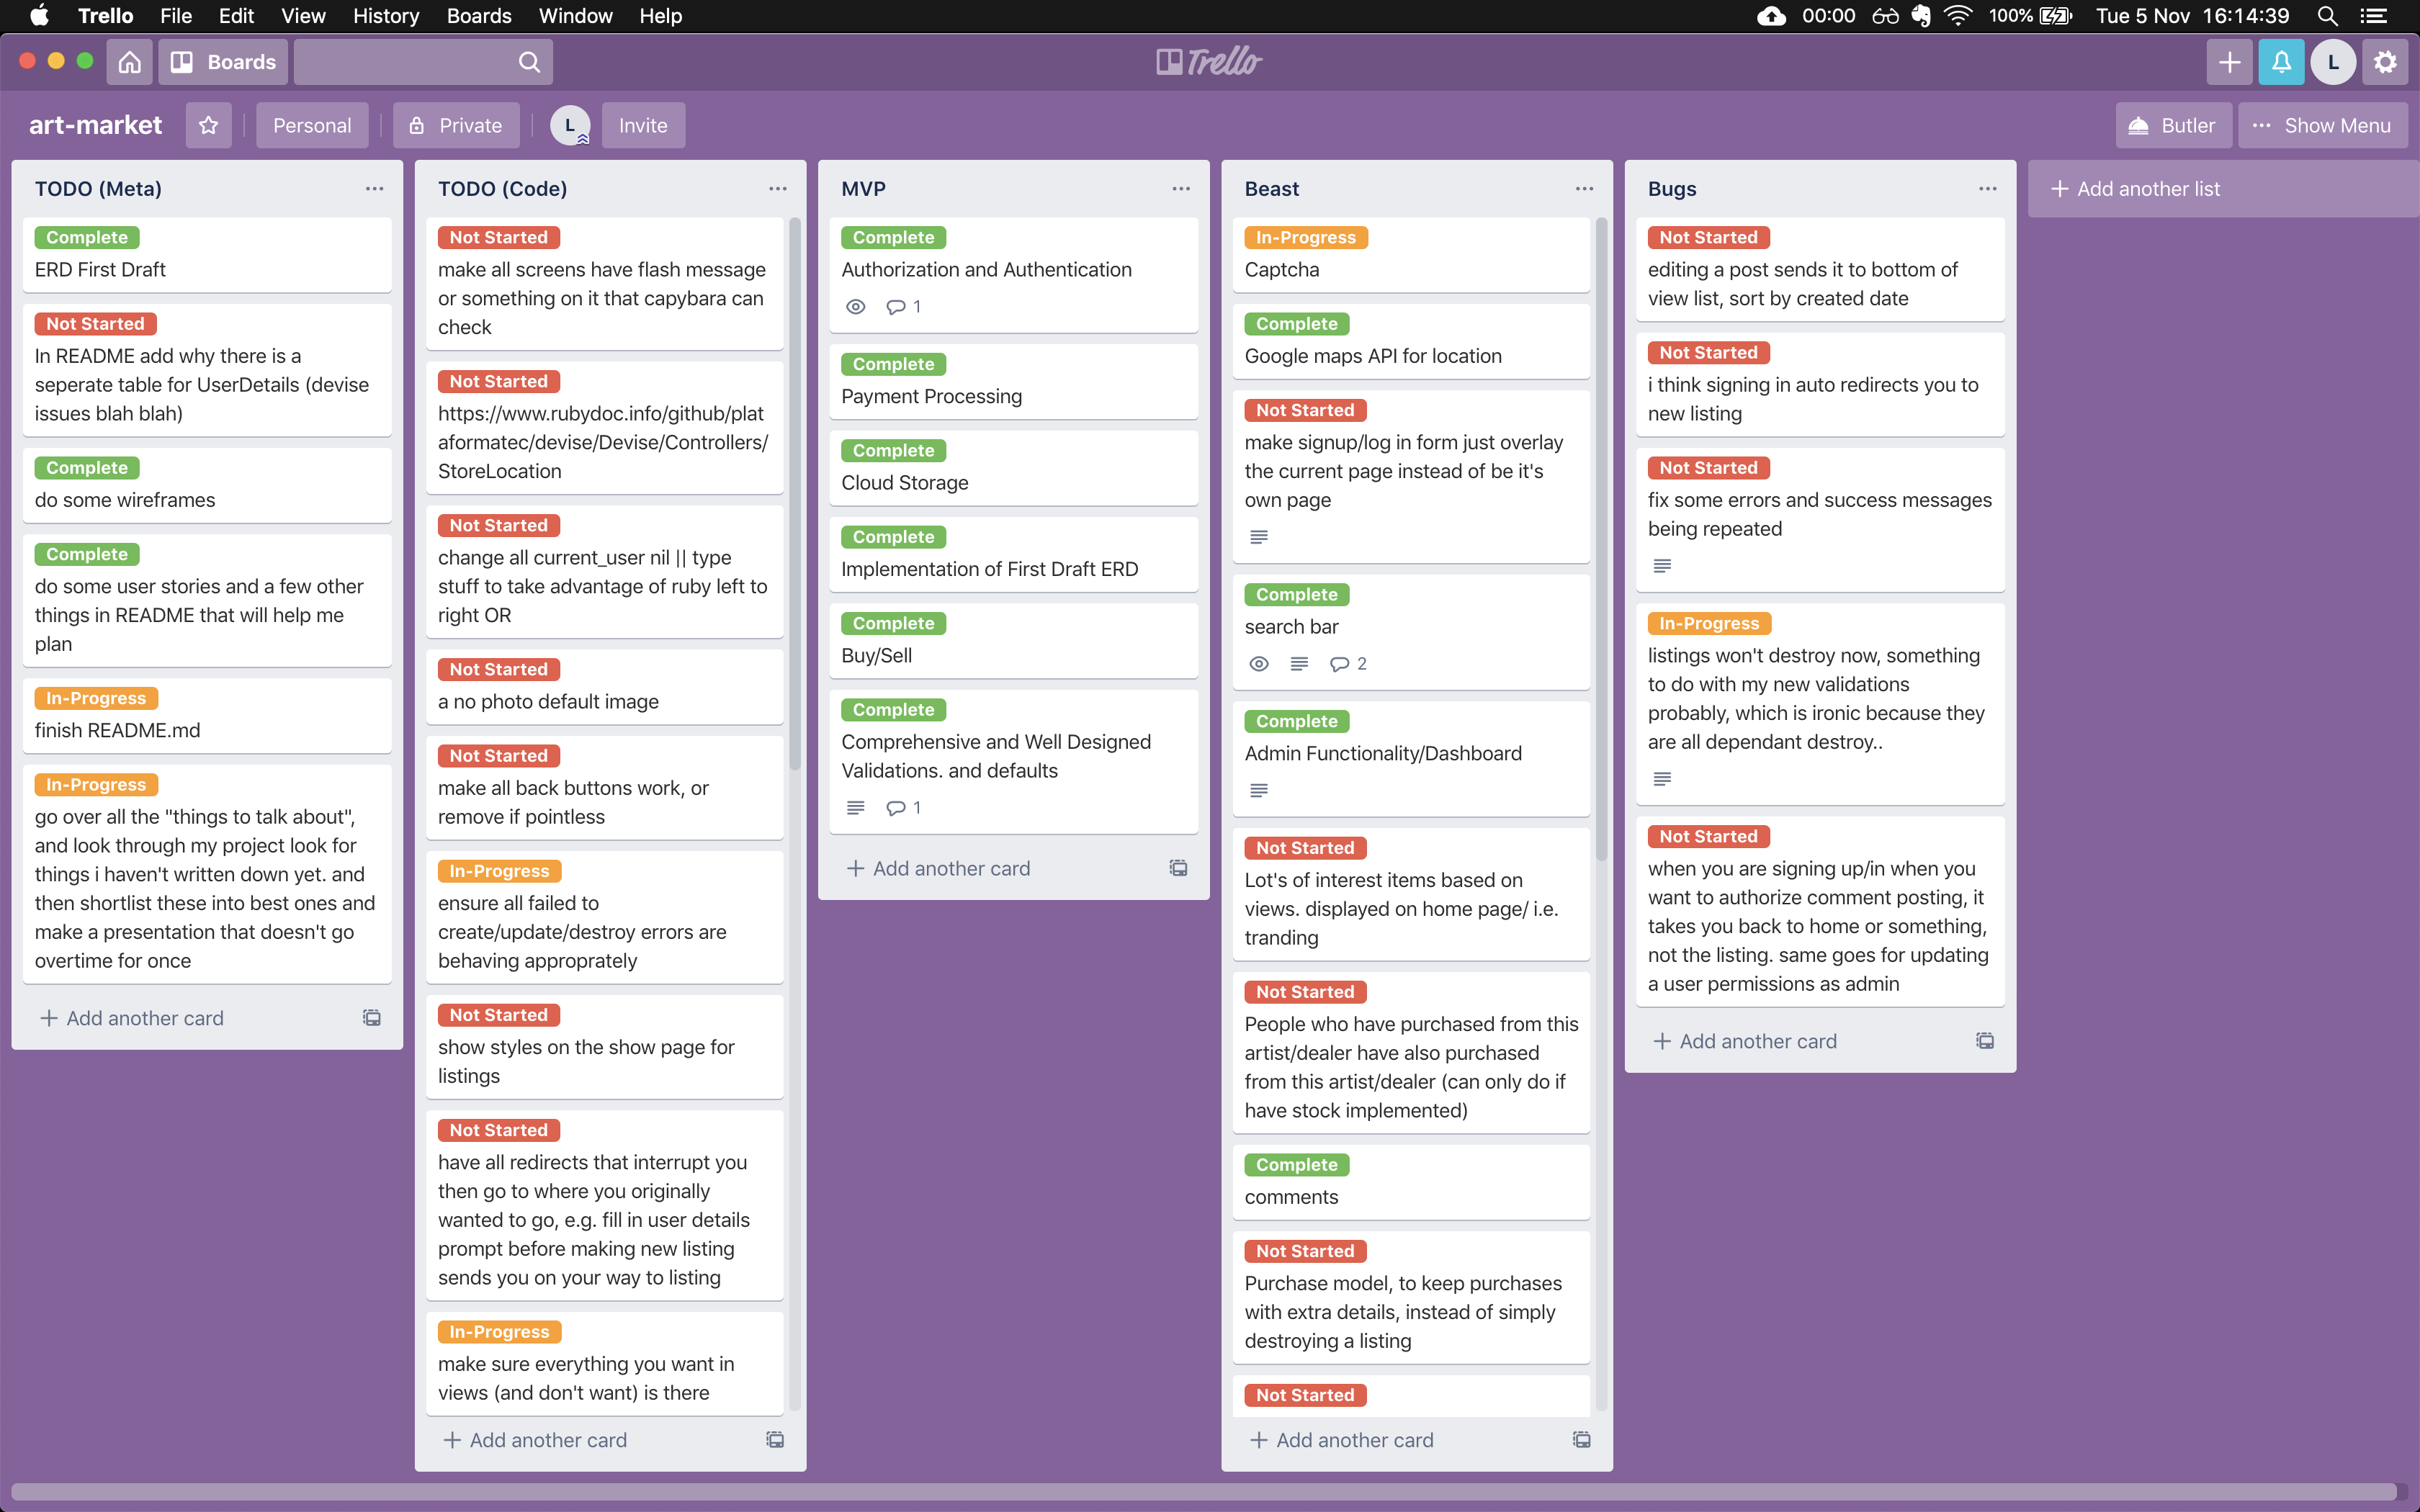 Trello File Edit View History Boards Window Help
00:00 100% Tue 5 Nov 16:14:39
Boards
Trello
L
art-market
Personal
Private
L
Invite
Butler
··· Show Menu
TODO (Meta)
Complete
ERD First Draft
Not Started
In README add why there is a
seperate table for UserDetails (devise
issues blah blah)
Complete
do some wireframes
Complete
do some user stories and a few other
things in README that will help me
plan
In-Progress
finish README.md
In-Progress
go over all the "things to talk about",
and look through my project look for
things i haven't written down yet. and
then shortlist these into best ones and
make a presentation that doesn't go
overtime for once
+ Add another card
TODO (Code)
Not Started
make all screens have flash message
or something on it that capybara can
check
Not Started
https://www.rubydoc.info/github/plat
aformatec/devise/Devise/Controllers/
StoreLocation
Not Started
change all current_user nil || type
stuff to take advantage of ruby left to
right OR
Not Started
a no photo default image
Not Started
make all back buttons work, or
remove if pointless
In-Progress
ensure all failed to
create/update/destroy errors are
behaving approprately
Not Started
show styles on the show page for
listings
Not Started
have all redirects that interrupt you
then go to where you originally
wanted to go, e.g. fill in user details
prompt before making new listing
sends you on your way to listing
In-Progress
make sure everything you want in
views (and don't want) is there
+ Add another card
MVP
Complete
Authorization and Authentication
1
Complete
Payment Processing
Complete
Cloud Storage
Complete
Implementation of First Draft ERD
Complete
Buy/Sell
Complete
Comprehensive and Well Designed
Validations. and defaults
1
+ Add another card
Beast
In-Progress
Captcha
Complete
Google maps API for location
Not Started
make signup/log in form just overlay
the current page instead of be it's
own page
Complete
search bar
2
Complete
Admin Functionality/Dashboard
Not Started
Lot's of interest items based on
views. displayed on home page/ i.e.
tranding
Not Started
People who have purchased from this
artist/dealer have also purchased
from this artist/dealer (can only do if
have stock implemented)
Complete
comments
Not Started
Purchase model, to keep purchases
with extra details, instead of simply
destroying a listing
Not Started
+ Add another card
Bugs
Not Started
editing a post sends it to bottom of
view list, sort by created date
Not Started
i think signing in auto redirects you to
new listing
Not Started
fix some errors and success messages
being repeated
In-Progress
listings won't destroy now, something
to do with my new validations
probably, which is ironic because they
are all dependant destroy..
Not Started
when you are signing up/in when you
want to authorize comment posting, it
takes you back to home or something,
not the listing. same goes for updating
a user permissions as admin
+ Add another card
+ Add another list